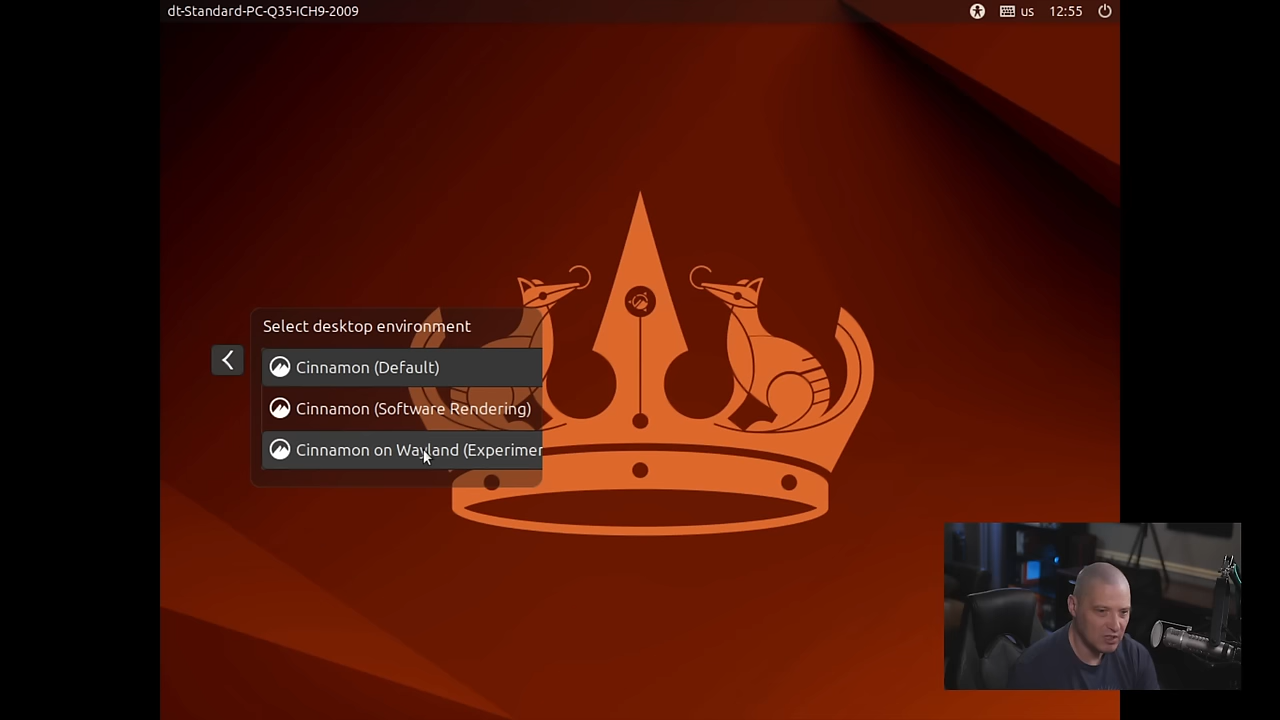 dt-Standard-PC-Q35-ICH9-2009
us 12:55
Select desktop environment
Cinnamon (Default)
Cinnamon (Software Rendering)
Cinnamon on Wayland (Experimen